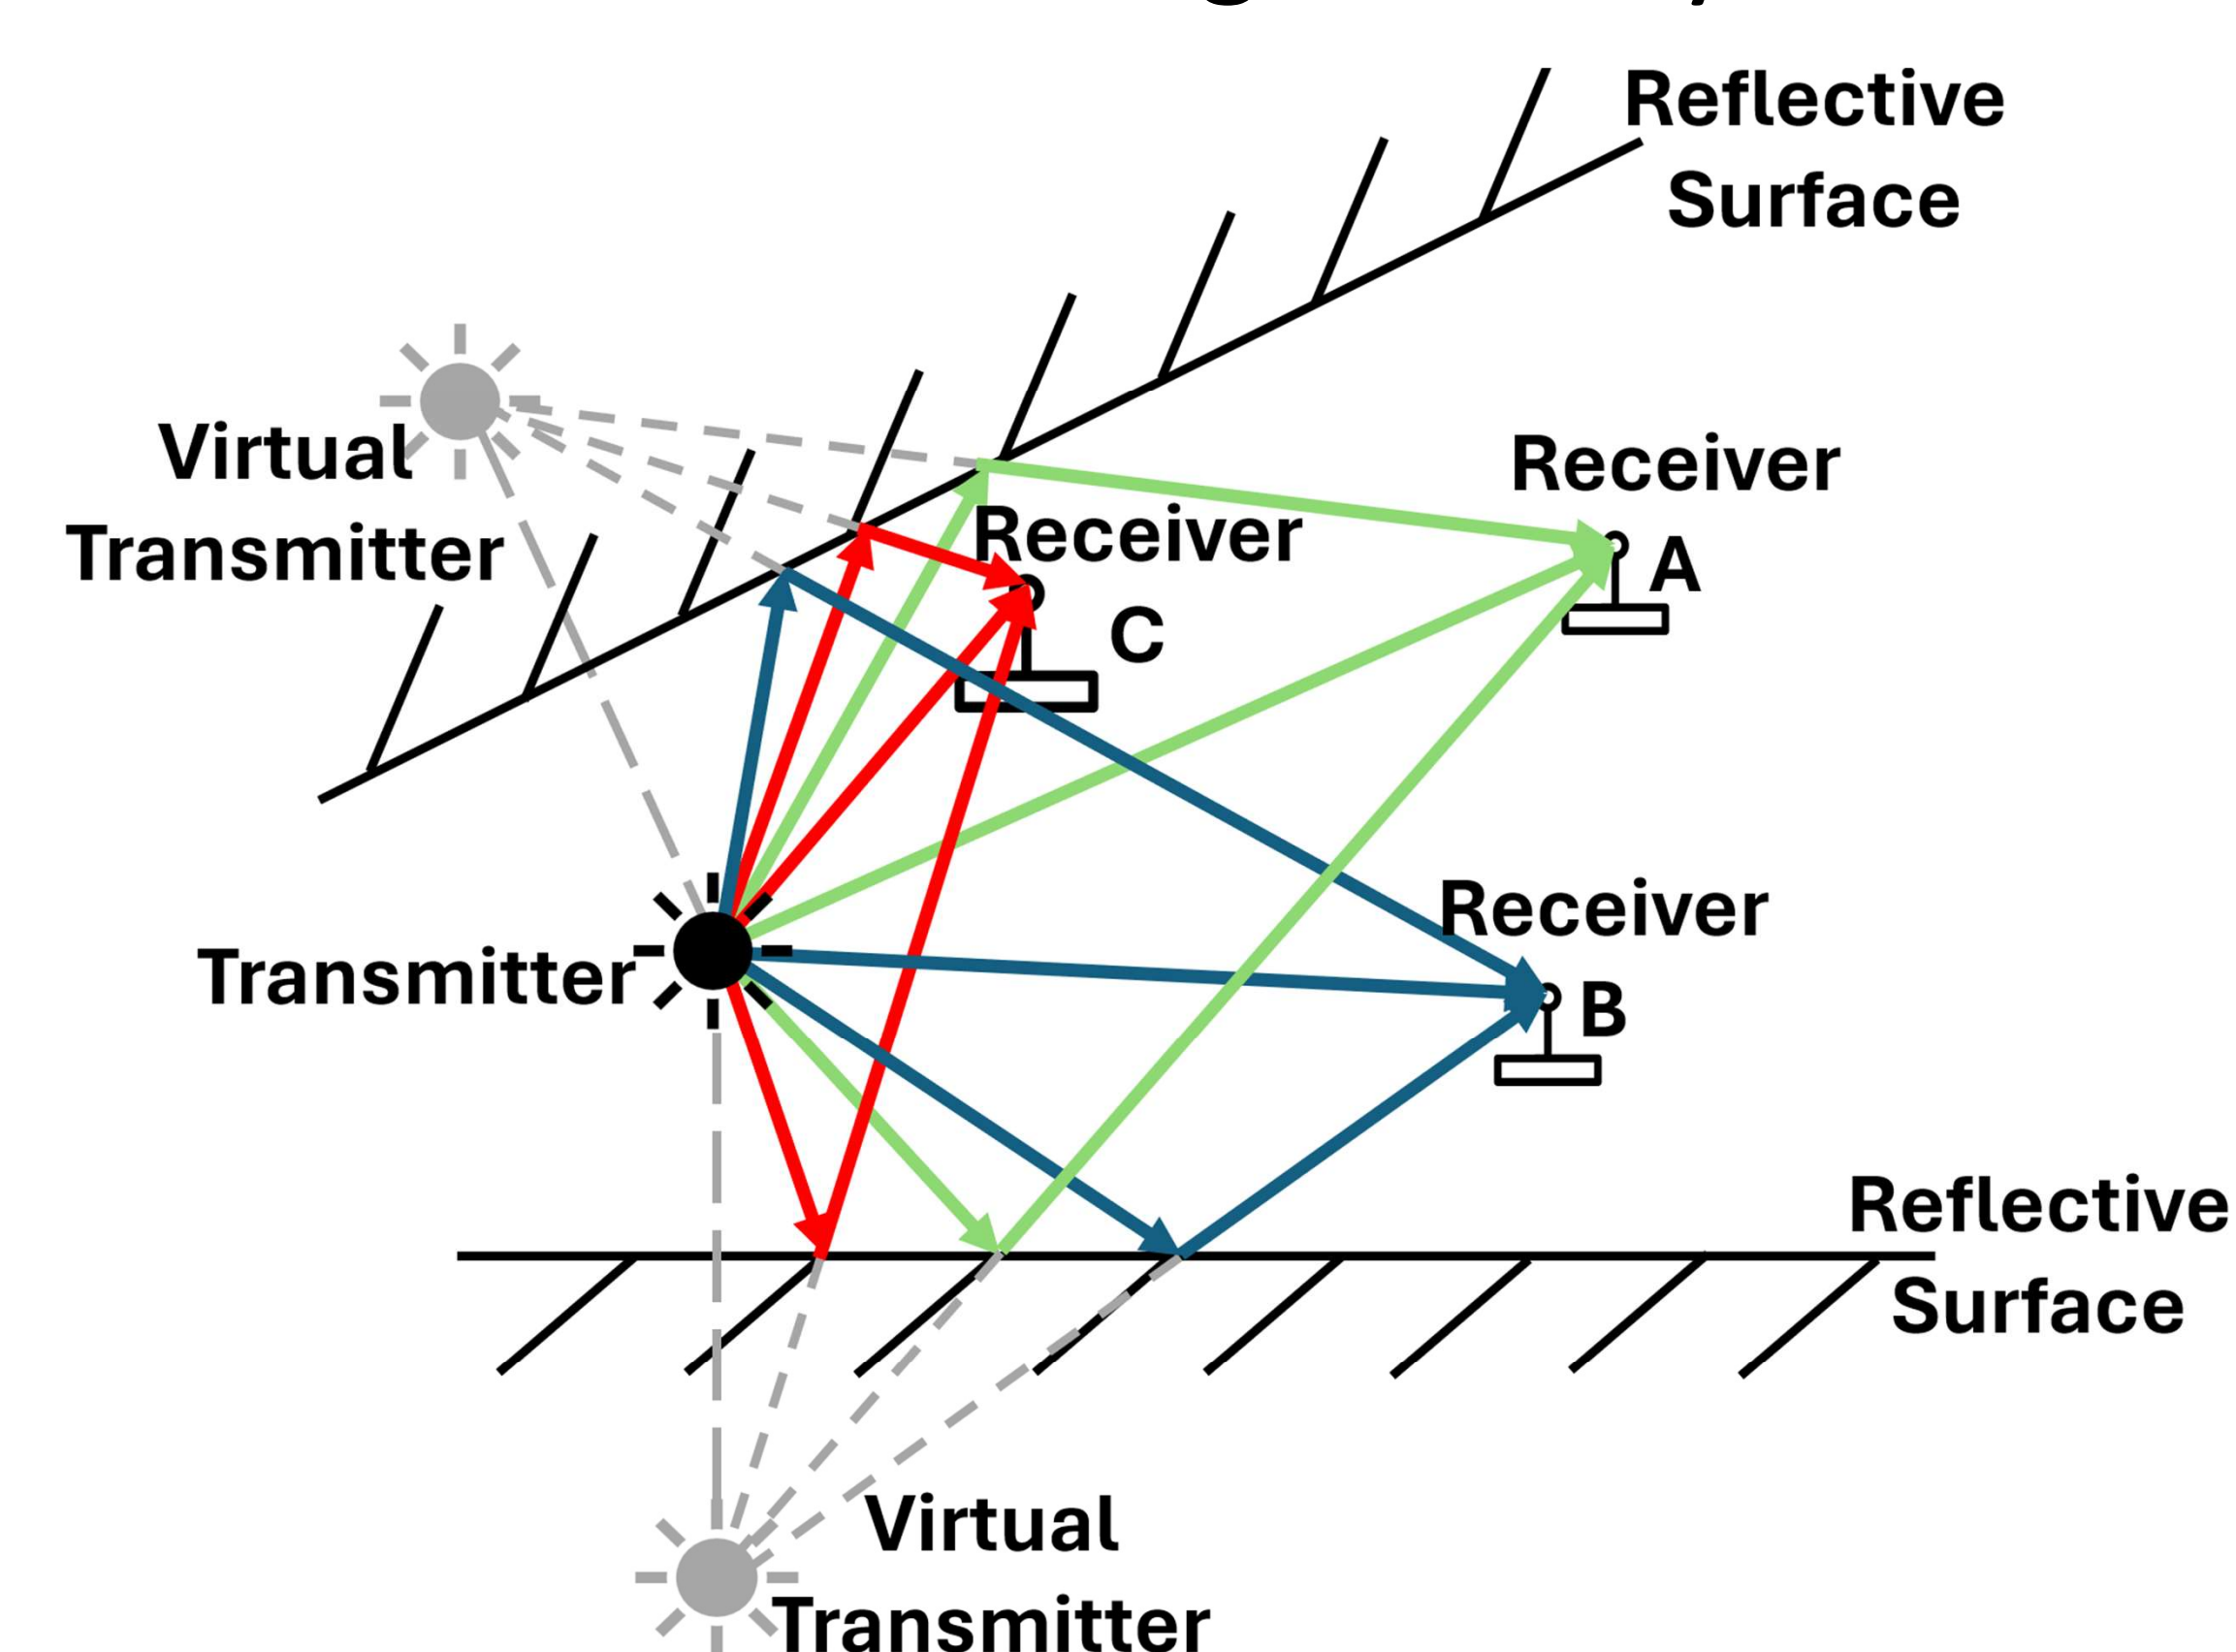 Reflective
Surface
Virtual
Transmitter
Receiver
A
Receiver
C
Receiver
B
Transmitter
Reflective
Surface
Virtual
Transmitter